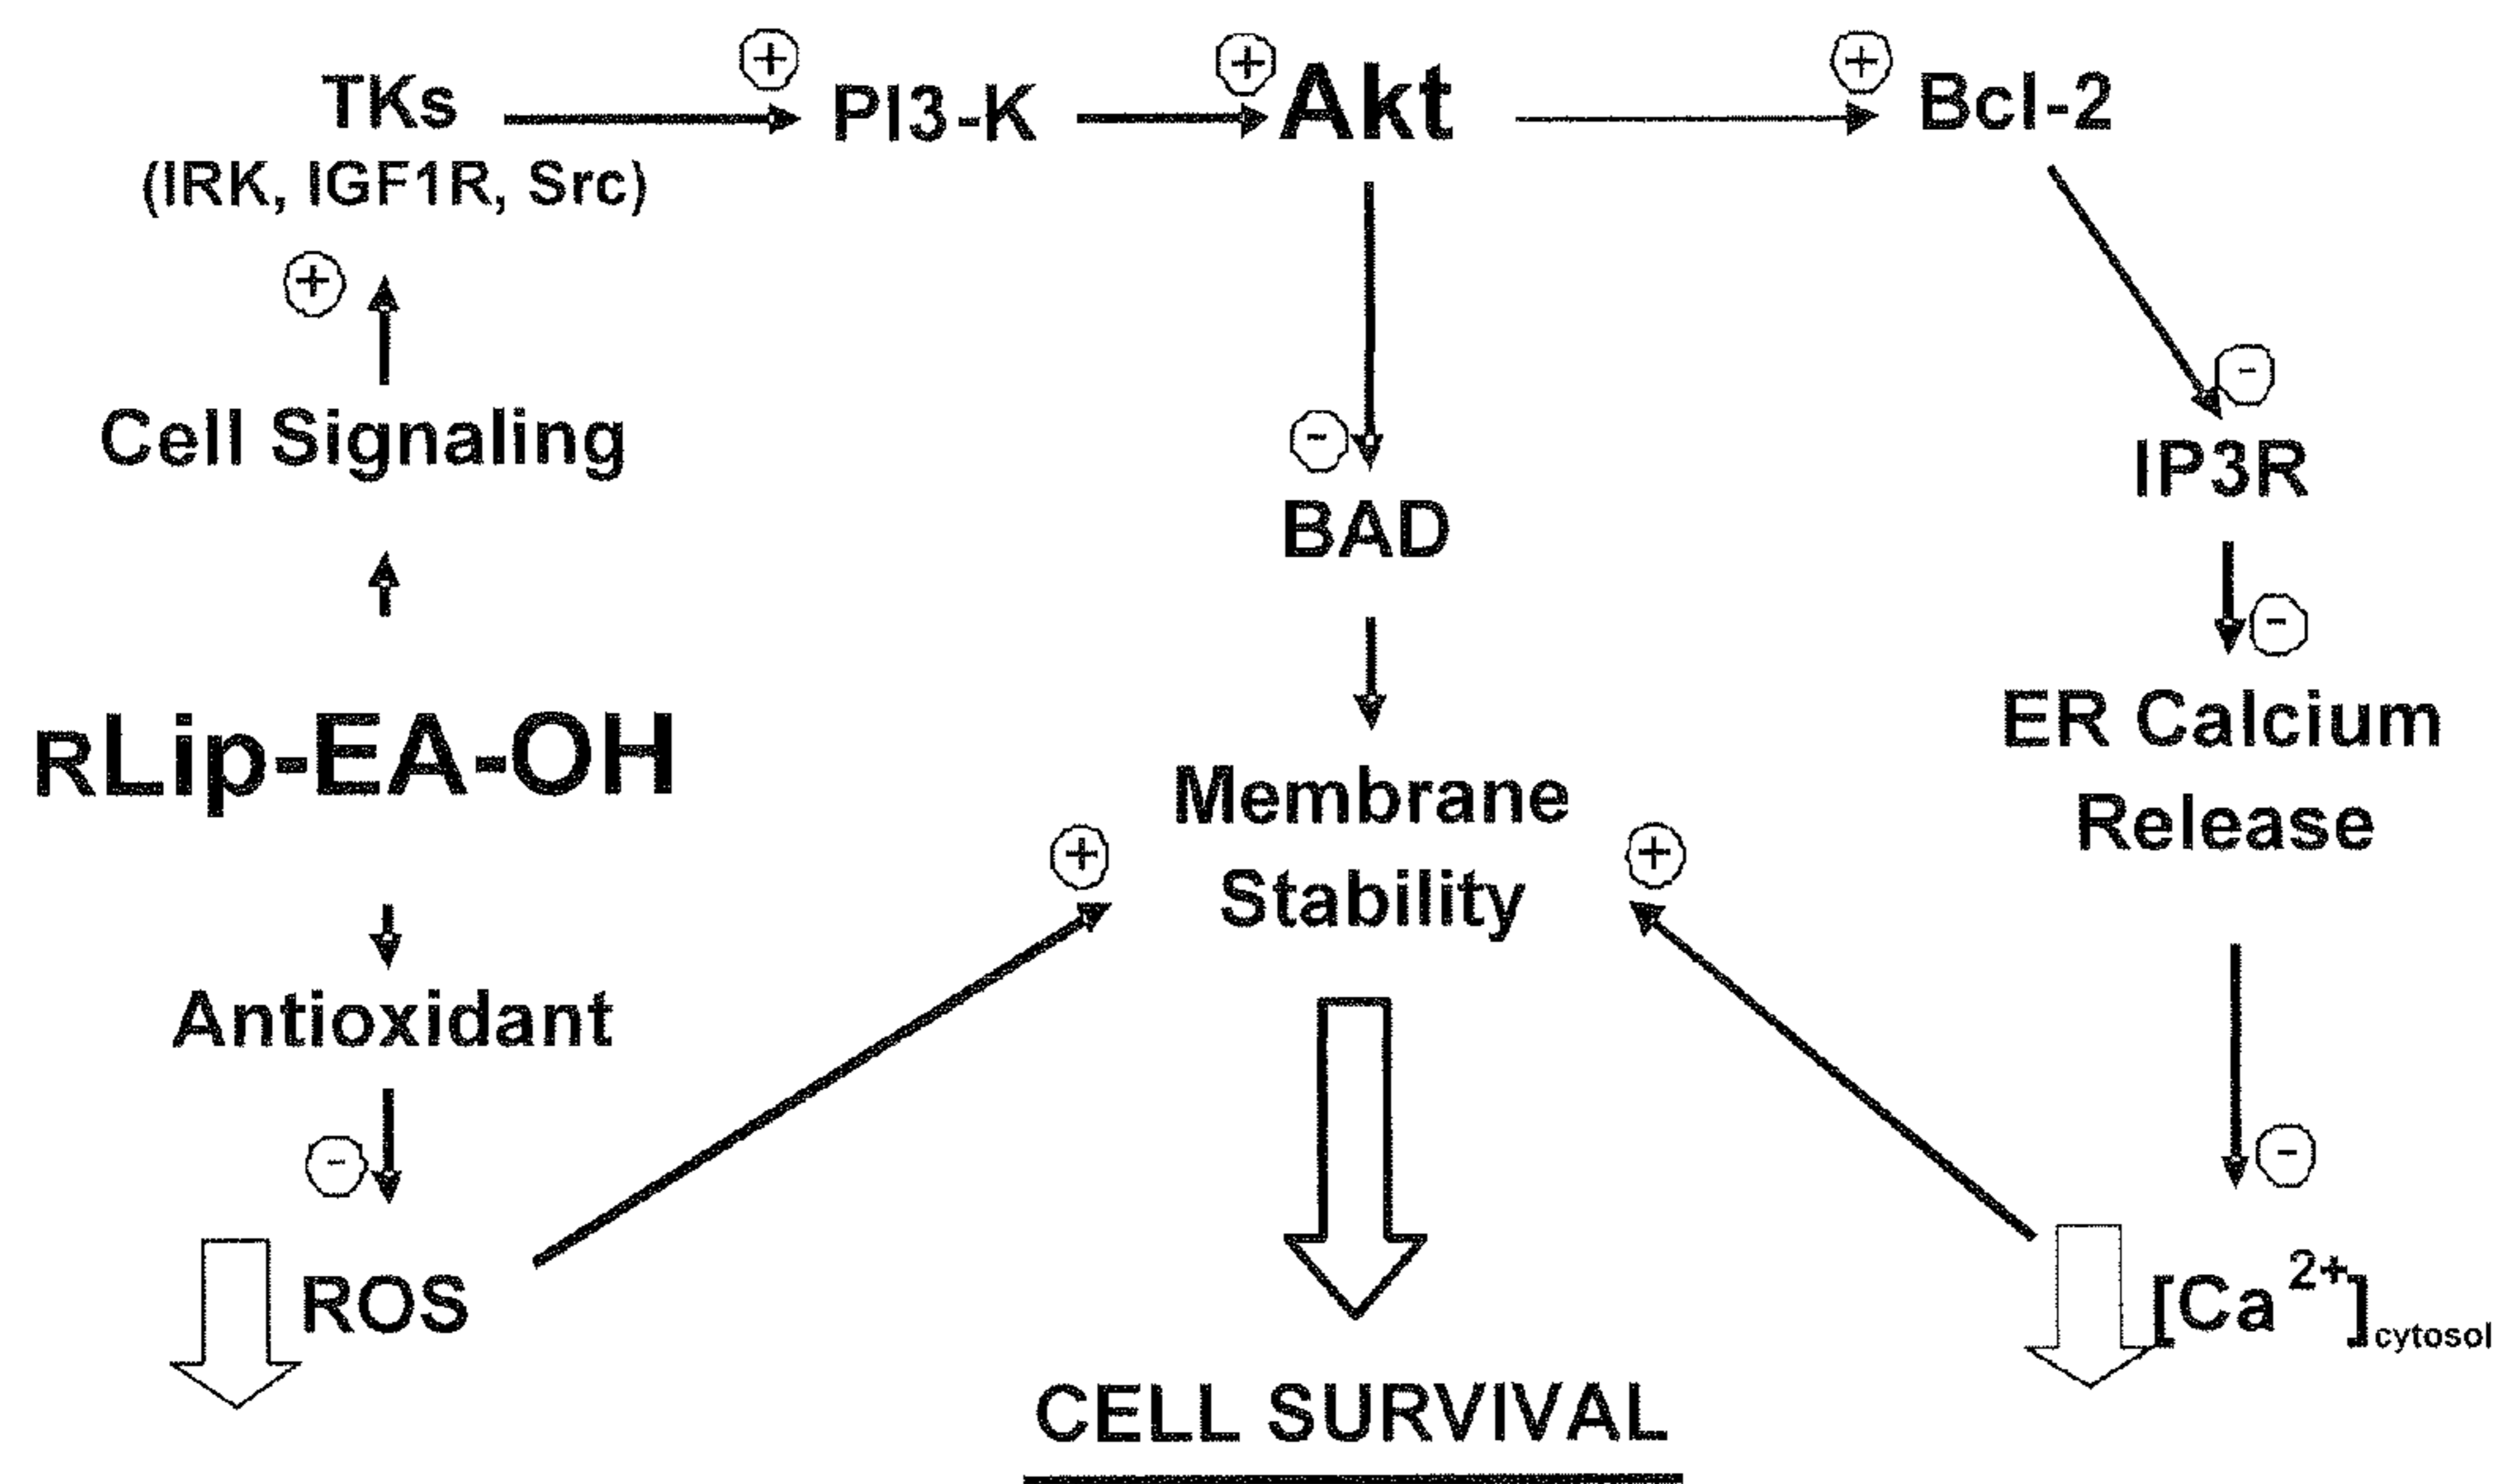 TKs
(IRK, IGF1R, Src)
+
PI3-K
+
Akt
+
Bcl-2
+
Cell Signaling
-
BAD
-
IP3R
-
ER Calcium
Release
RLip-EA-OH
Membrane
Stability
+
+
Antioxidant
-
ROS
-
[Ca2+]cytosol
CELL SURVIVAL